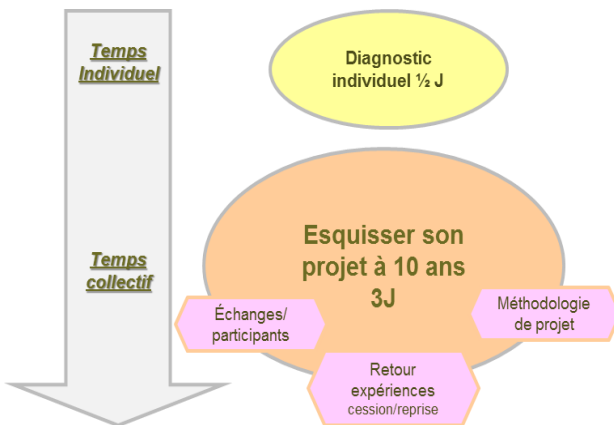 Temps
Individuel
Diagnostic
individuel ½ J
Temps
collectif
Esquisser son
projet à 10 ans
3J
Échanges/
participants
Méthodologie
de projet
Retour
expériences
cession/reprise